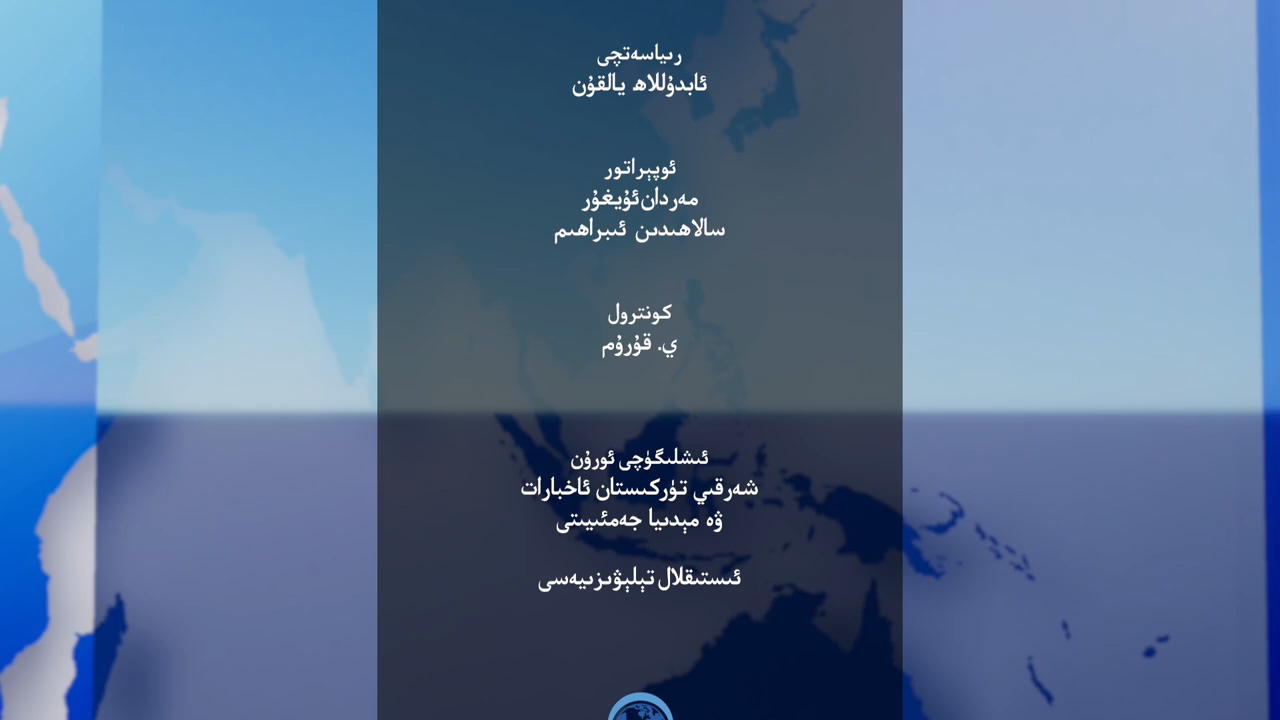 رىياسەتچى
ئابدۇللاھ يالقۇن
ئوپېراتور
مەردان ئۇيغۇر
سالاھىدىن ئىبراھىم
كونترول
ي. قۇرۇم
ئىشلىگۈچى ئورۇن
شەرقىي تۈركىستان ئاخبارات
ۋە مېدىيا جەمئىيىتى
ئىستىقلال تېلېۋىزىيەسى